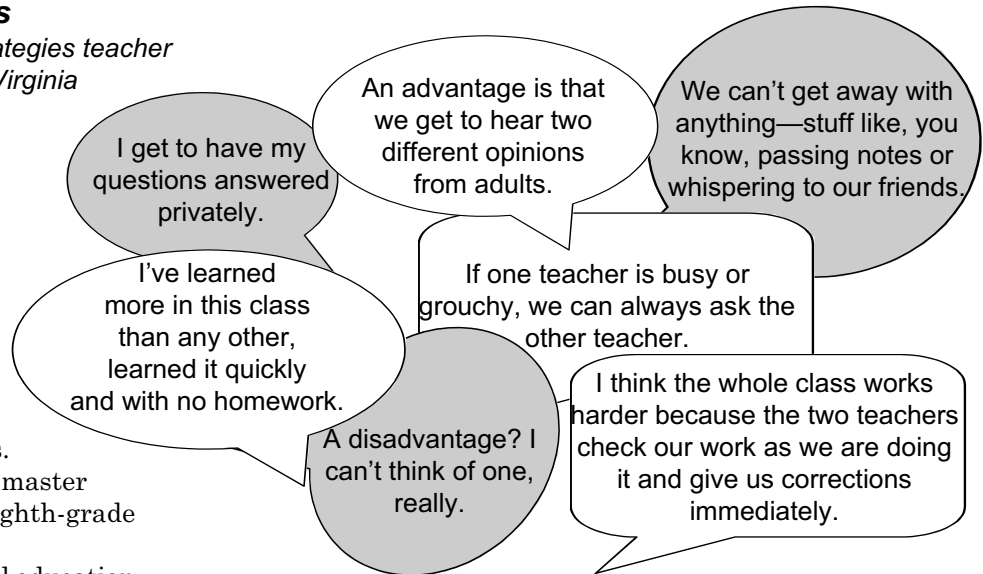 s
ategies teacher
Virginia
I get to have my
questions answered
privately.
An advantage is that
we get to hear two
different opinions
from adults.
We can’t get away with
anything—stuff like, you
know, passing notes or
whispering to our friends.
I’ve learned
more in this class
than any other,
learned it quickly
and with no homework.
If one teacher is busy or
grouchy, we can always ask the
other teacher.
A disadvantage? I
can’t think of one,
really.
I think the whole class works
harder because the two teachers
check our work as we are doing
it and give us corrections
immediately.
s.
master
ghth-grade
l education